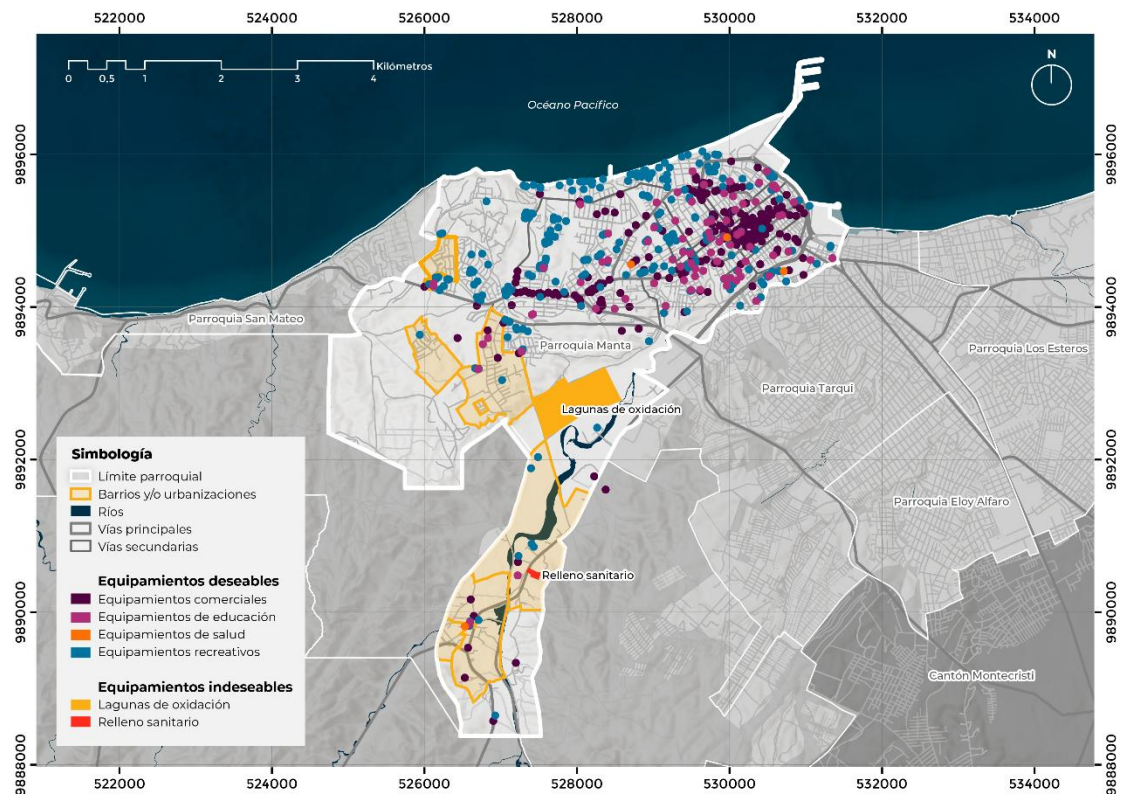 522000 524000 526000 528000 530000 532000 534000
Kilómetros
0 0,5 1 2 3 4
N
Océano Pacífico
9896000 9896000
9894000 9894000
Parroquia San Mateo
Parroquia Manta
Parroquia Los Esteros
Parroquia Tarqui
Lagunas de oxidación
9892000 9892000
Parroquia Eloy Alfaro
Relleno sanitario
9890000 9890000
Cantón Montecristi
Simbología
Límite parroquial
Barrios y/o urbanizaciones
Ríos
Vías principales
Vías secundarias
Equipamientos deseables
Equipamientos comerciales
Equipamientos de educación
Equipamientos de salud
Equipamientos recreativos
Equipamientos indeseables
Lagunas de oxidación
Relleno sanitario
9888000 9888000
522000 524000 526000 528000 530000 532000 534000